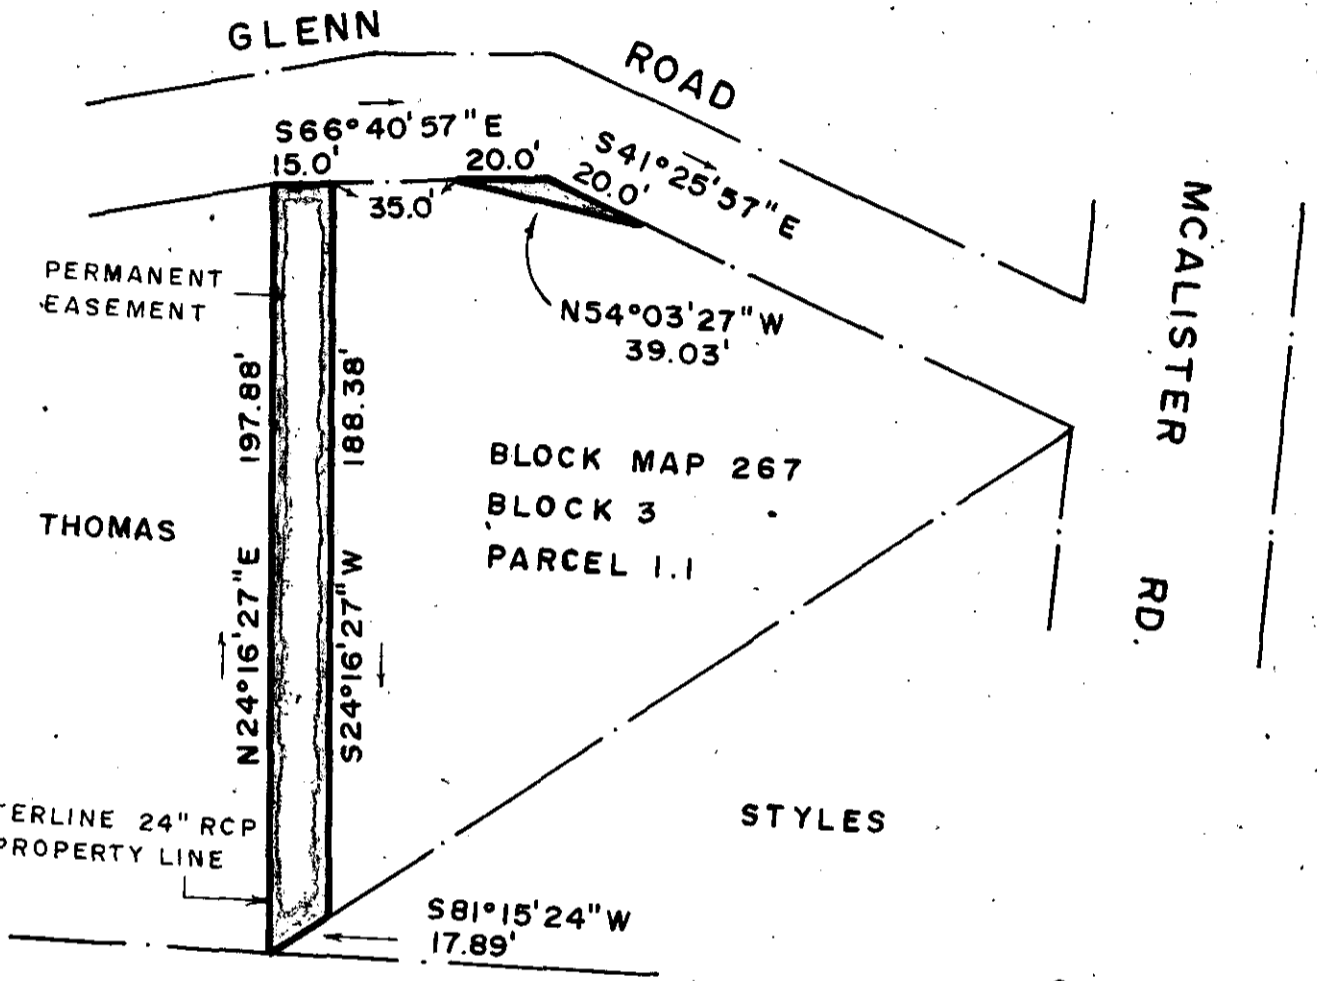 GLENN ROAD
S66°40'57"E
15.0'
20.0'
35.0'
S41°25'57"E
20.0'
N54°03'27"W
39.03'
MCALISTER RD.
PERMANENT
EASEMENT
197.88'
188.38'
BLOCK MAP 267
BLOCK 3
PARCEL 1.1
THOMAS
N24°16'27"E
S24°16'27"W
TERLINE 24" RCP
PROPERTY LINE
STYLES
S81°15'24"W
17.89'